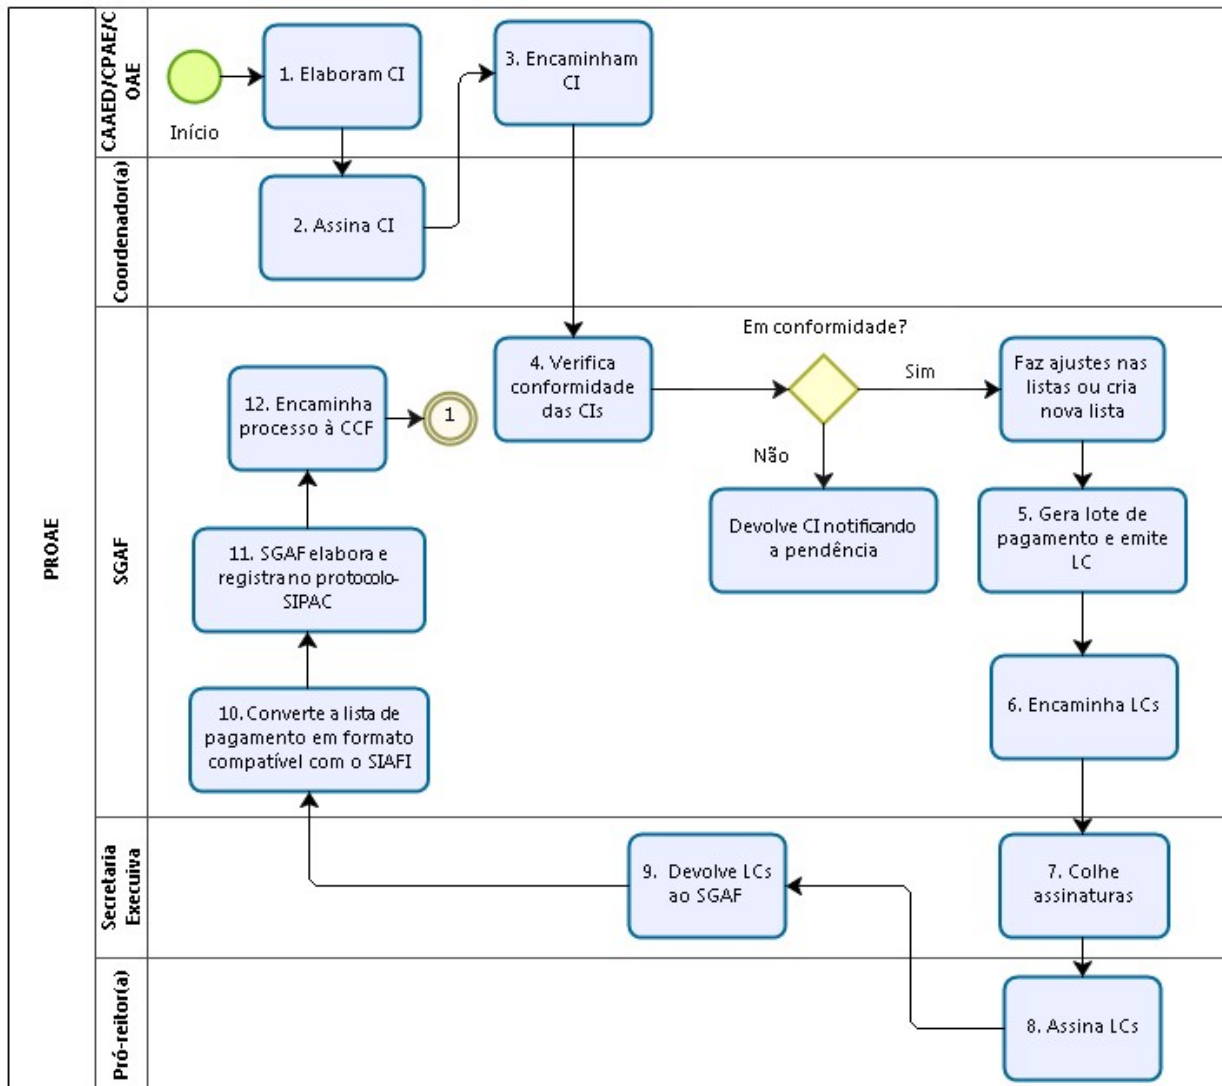 PROAE
CAAED/CPAE/C
OAE
Início
1. Elaboram CI
3. Encaminham
CI
Coordenador(a)
2. Assina CI
SGAF
4. Verifica
conformidade
das CIs
Em conformidade?
Sim
Não
Faz ajustes nas
listas ou cria
nova lista
Devolve CI notificando
a pendência
5. Gera lote de
pagamento e emite
LC
6. Encaminha LCs
12. Encaminha
processo à CCF
1
11. SGAF elabora e
registra no protocolo-
SIPAC
10. Converte a lista de
pagamento em formato
compatível com o SIAFI
Secretaria
Execuiva
9. Devolve LCs
ao SGAF
7. Colhe
assinaturas
Pró-reitor(a)
8. Assina LCs